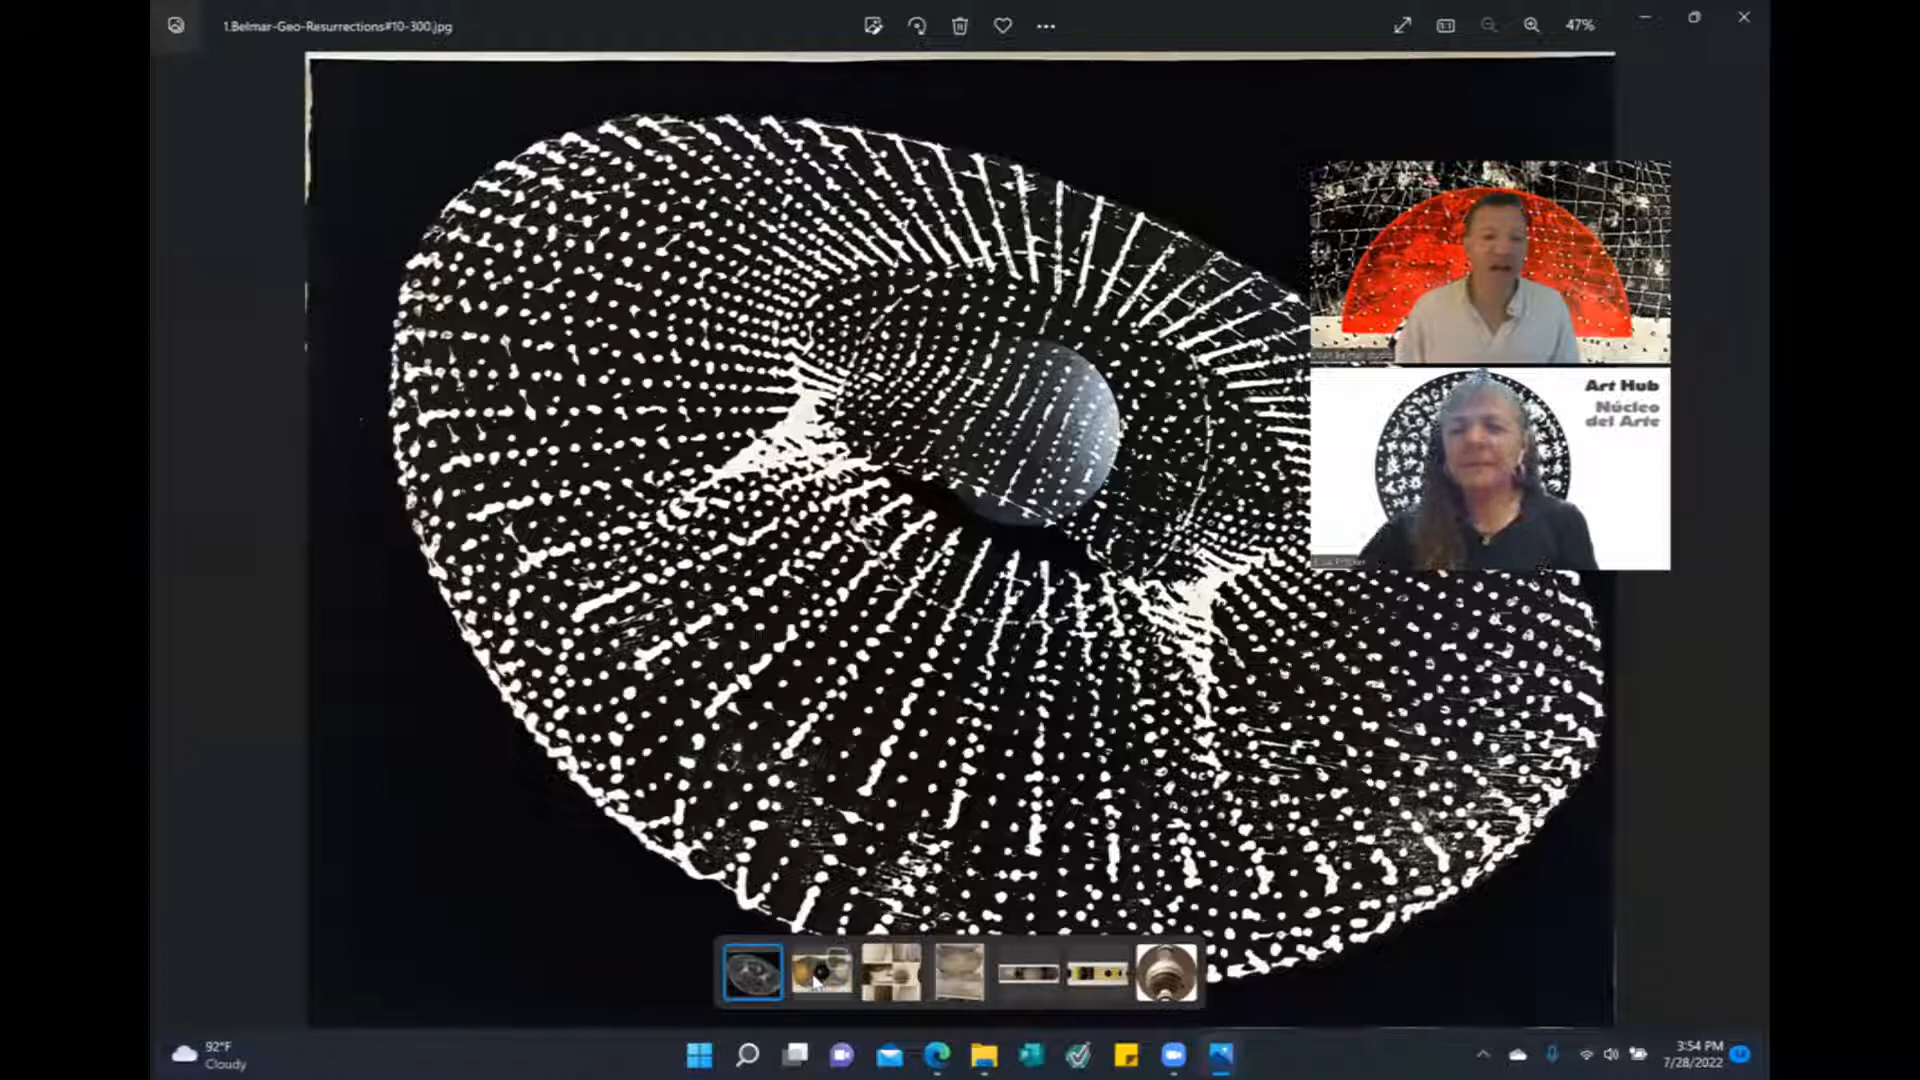 1.Belmar-Geo-Resurrections#10-300.jpg
47%
Art Hub
Núcleo
del Arte
92°F
Cloudy
3:54 PM
7/28/2022